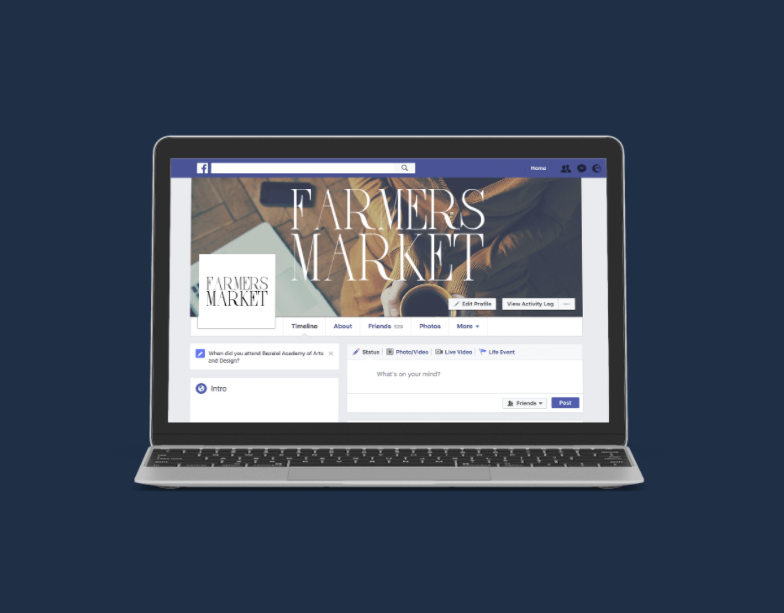 f
Home
FARMERS
MARKET
FARMERS
MARKET
Edit Profile
View Activity Log
Timeline About Friends More
Photos
When did you attend Academy of Arts
and Design?
Status Photo/Video Live Video Life Event
What's on your mind?
Intro
Friends
Post